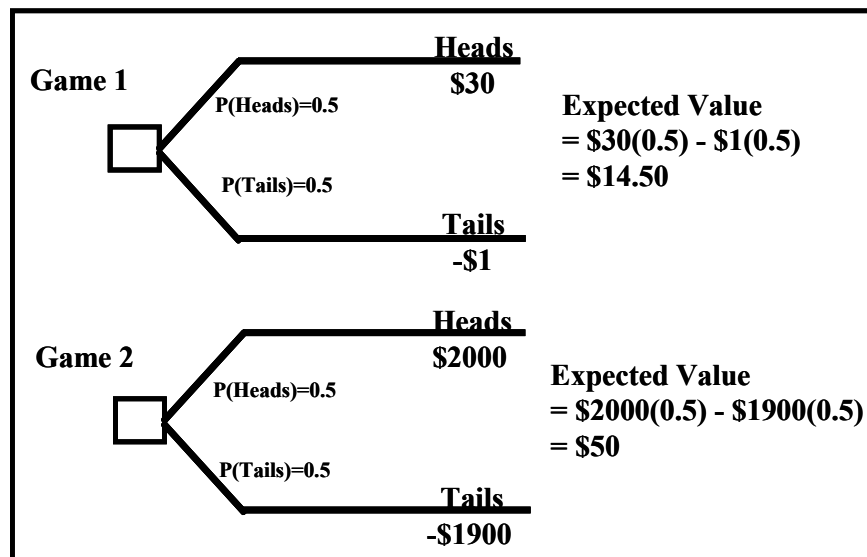 Game 1
Heads
$30
P(Heads)=0.5
P(Tails)=0.5
Tails
-$1
Expected Value
= $30(0.5) - $1(0.5)
= $14.50
Game 2
Heads
$2000
P(Heads)=0.5
P(Tails)=0.5
Tails
-$1900
Expected Value
= $2000(0.5) - $1900(0.5)
= $50